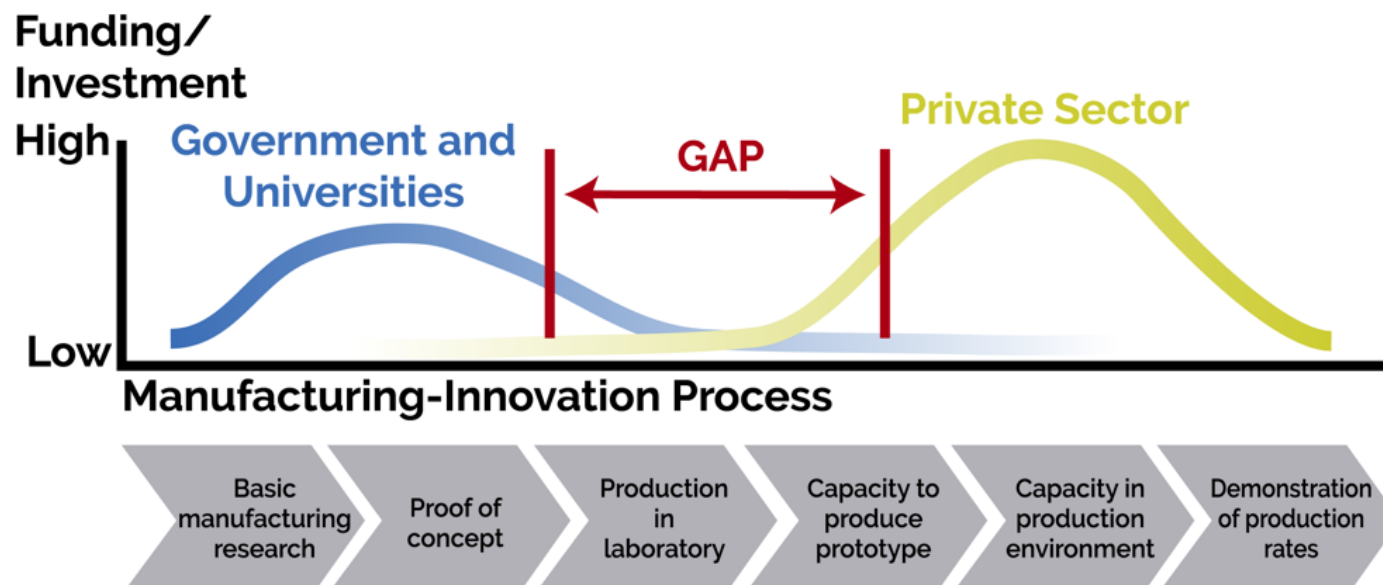 Funding/
Investment
High
Government and
Universities
GAP
Private Sector
Low
Manufacturing-Innovation Process
Basic
manufacturing
research
Proof of
concept
Production
in
laboratory
Capacity to
produce
prototype
Capacity in
production
environment
Demonstration
of production
rates